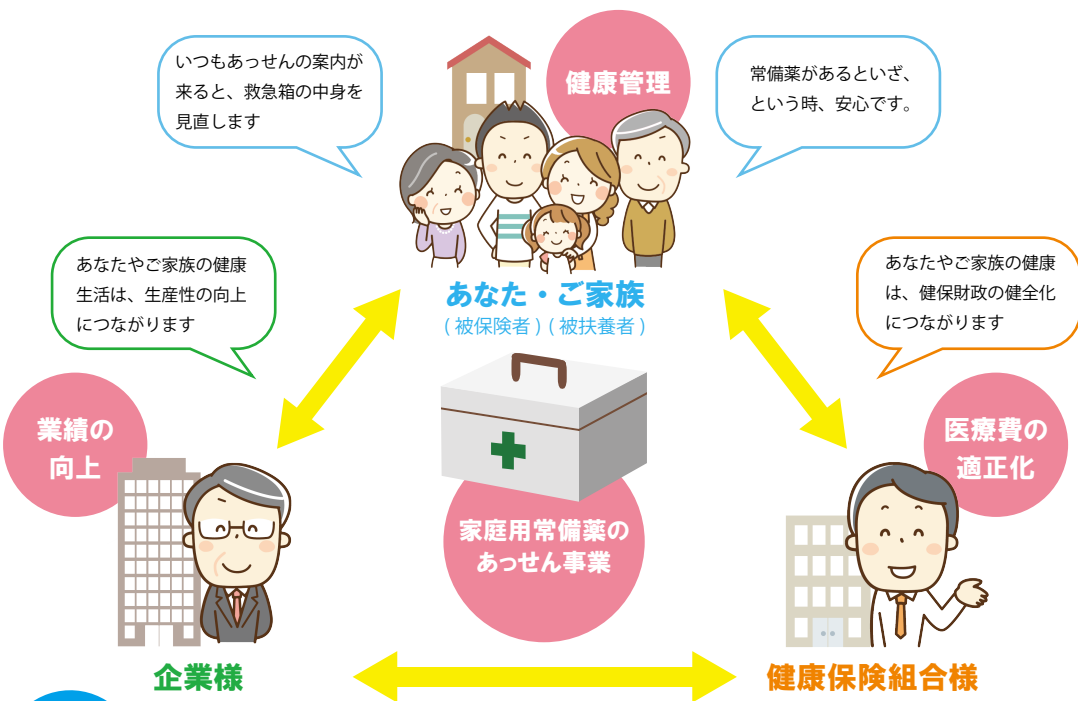 いつもあっせんの案内が
来ると、救急箱の中身を
見直します
健康管理
常備薬があるといざ、
という時、安心です。
あなたやご家族の健康
生活は、生産性の向上
につながります
あなた・ご家族
(被保険者)(被扶養者)
あなたやご家族の健康
は、健保財政の健全化
につながります
業績の
向上
医療費の
適正化
家庭用常備薬の
あっせん事業
企業様
健康保険組合様